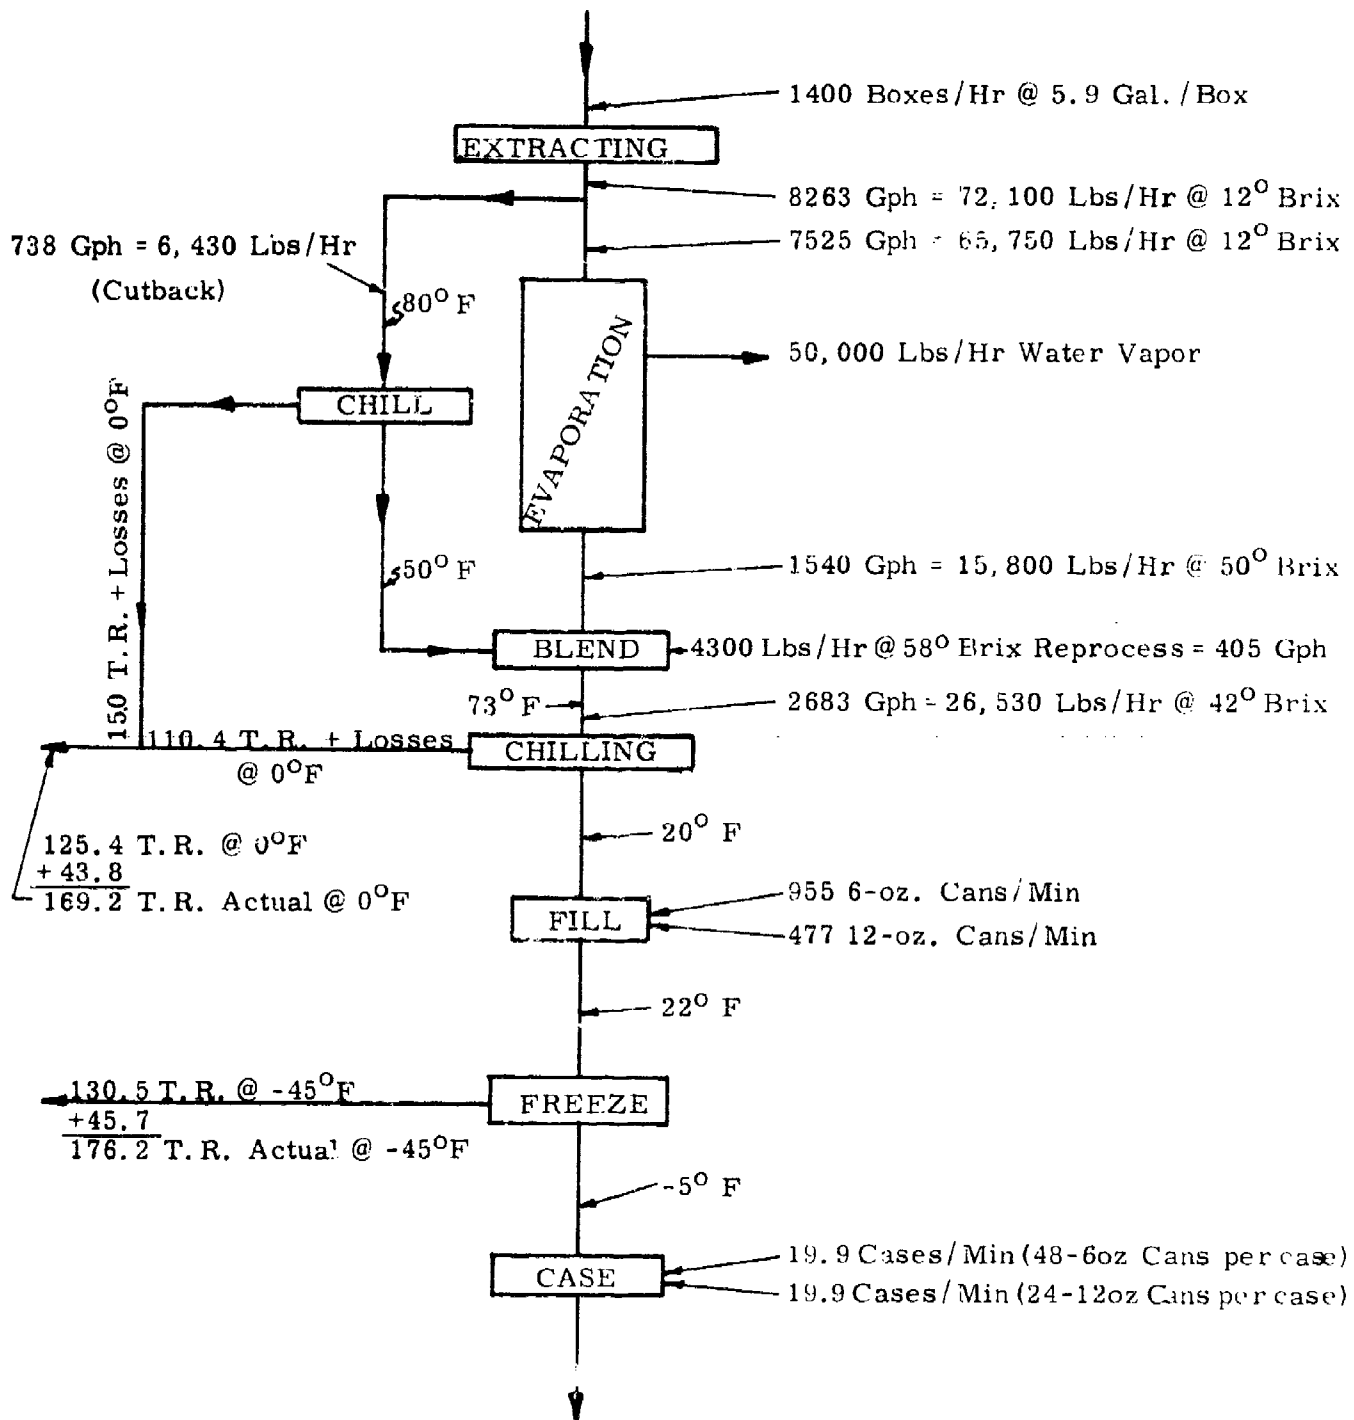 1400 Boxes/Hr @ 5.9 Gal./Box
EXTRACTING
8263 Gph = 72,100 Lbs/Hr @ 12° Brix
7525 Gph = 65,750 Lbs/Hr @ 12° Brix
738 Gph = 6,430 Lbs/Hr
(Cutback)
80° F
EVAPORATION
50,000 Lbs/Hr Water Vapor
CHILL
15.0 T.R. + Losses @ 0°F
50° F
1540 Gph = 15,800 Lbs/Hr @ 50° Brix
BLEND
4300 Lbs/Hr @ 58° Brix Reprocess = 405 Gph
73° F
2683 Gph = 26,530 Lbs/Hr @ 42° Brix
110.4 T.R. + Losses
@ 0°F
CHILLING
20° F
125.4 T.R. @ 0°F
+43.8
169.2 T.R. Actual @ 0°F
955 6-oz. Cans/Min
FILL
477 12-oz. Cans/Min
22° F
130.5 T.R. @ -45°F
+45.7
176.2 T.R. Actual @ -45°F
FREEZE
-5° F
19.9 Cases/Min (48-6oz Cans per case)
CASE
19.9 Cases/Min (24-12oz Cans per case)